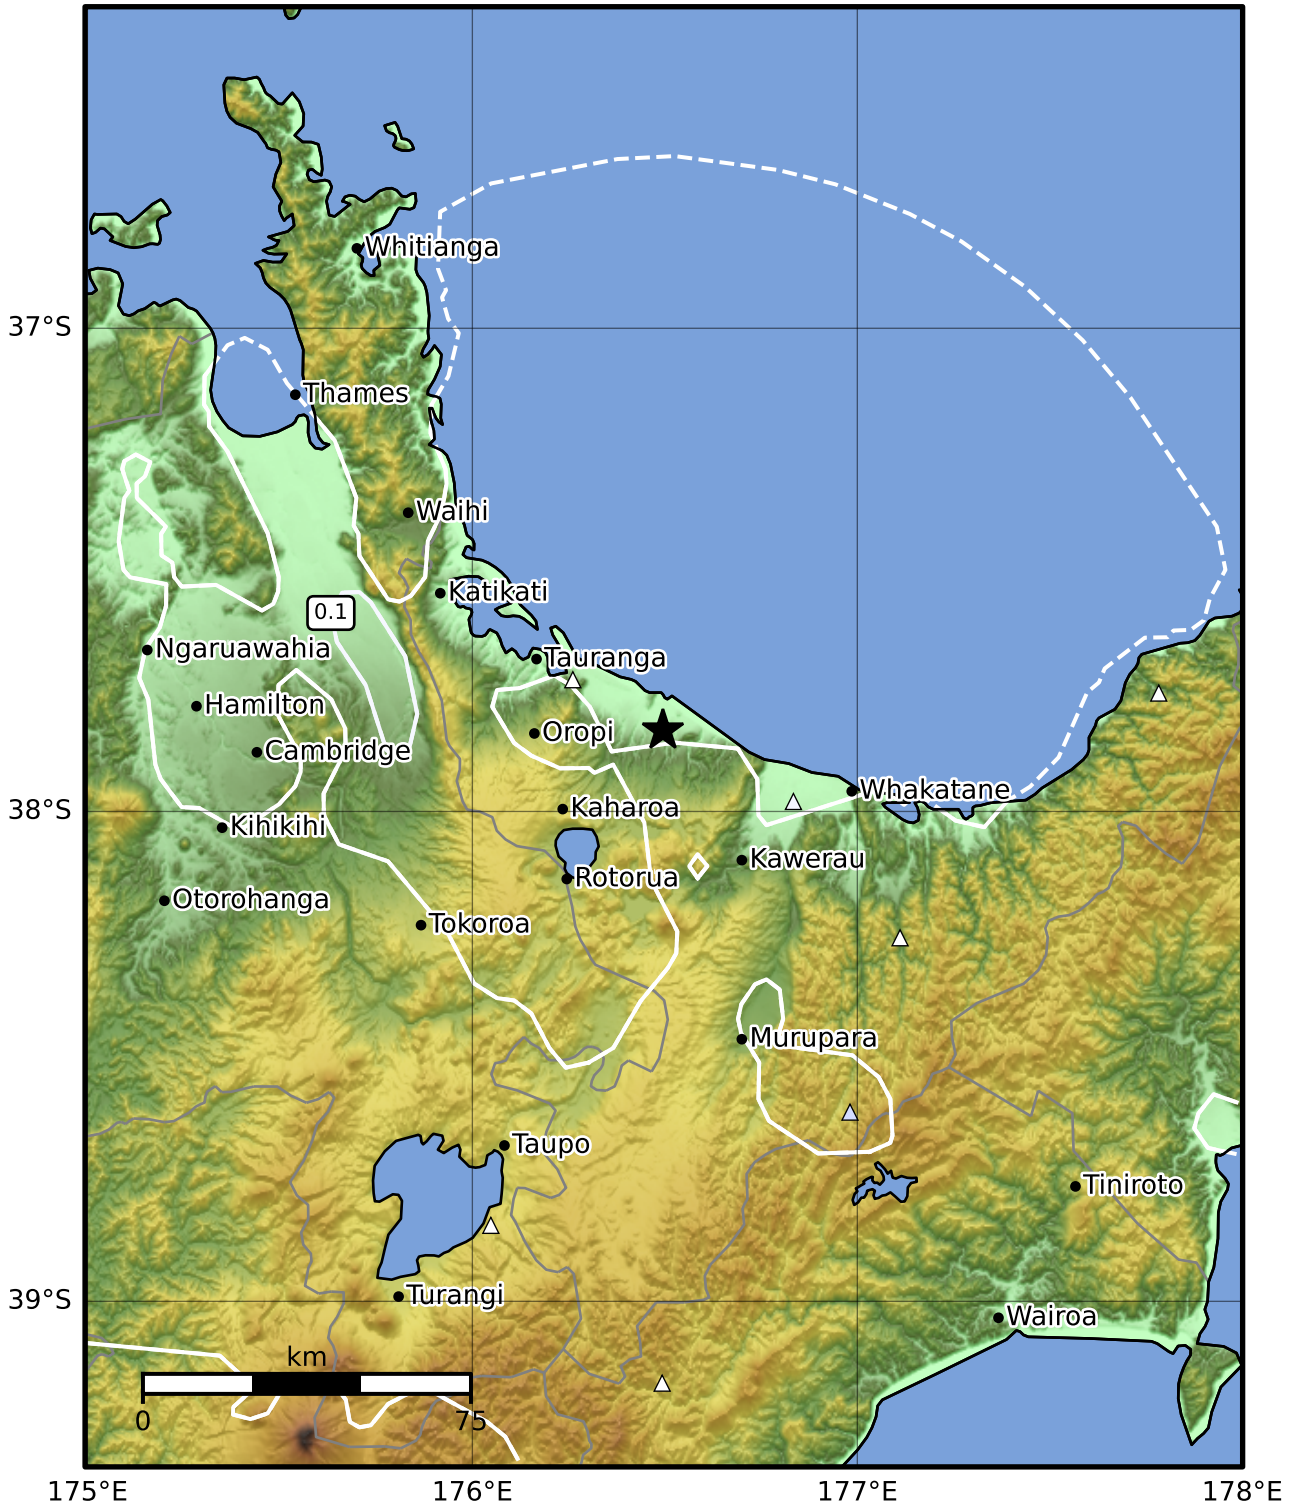 Whitianga
37°S
Thames
Waihi
Katikati
0.1
Ngaruawahia
Tauranga
Hamilton
Oropi
Cambridge
Whakatane
38°S
Kaharoa
Kihikihi
Kawerau
Rotorua
Otorohanga
Tokoroa
Murupara
Taupo
Tiniroto
39°S
Turangi
Wairoa
km
0
75
175°E
176°E
177°E
178°E